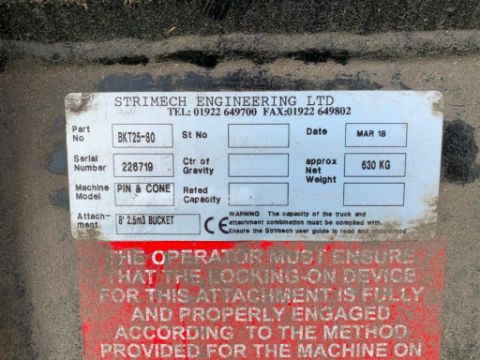 STRIMECH ENGINEERING LTD
TEL: 01922 649700 FAX:01922 649802
Part No BKT25-80 St No Date MAR 18
Serial Number 226719 Ctr of Gravity approx Net Weight 630 KG
Machine Model PIN & CONE Rated Capacity
Attach-ment 8' 2.5m3 BUCKET CE WARNING The capacity of the truck and
attachment combination must be complied with.
Ensure the Strimech user guide is read and understood
THE OPERATOR MUST ENSURE
THAT THE LOCKING-ON DEVICE
FOR THIS ATTACHMENT IS FULLY
AND PROPERLY ENGAGED
ACCORDING TO THE METHOD
PROVIDED FOR THE MACHINE ON